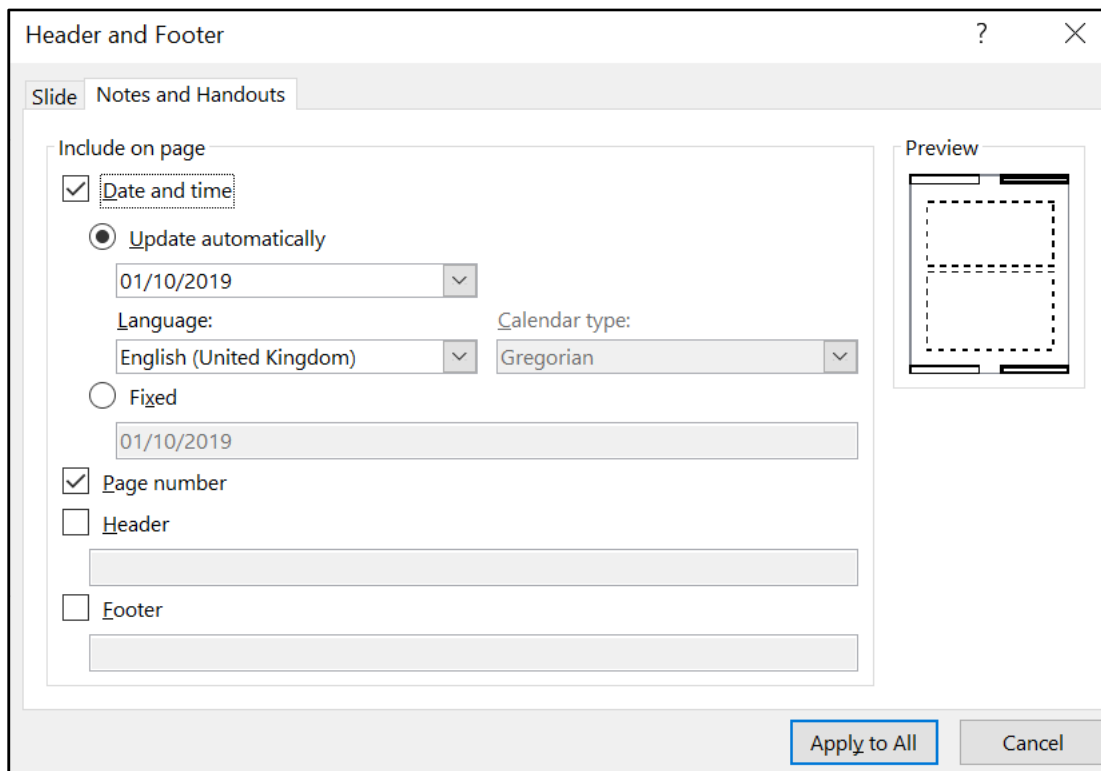 Header and Footer ?
Slide Notes and Handouts
Include on page
Preview
Date and time
Update automatically
01/10/2019
Language: Calendar type:
English (United Kingdom) Gregorian
Fixed
01/10/2019
Page number
Header
Footer
Apply to All Cancel